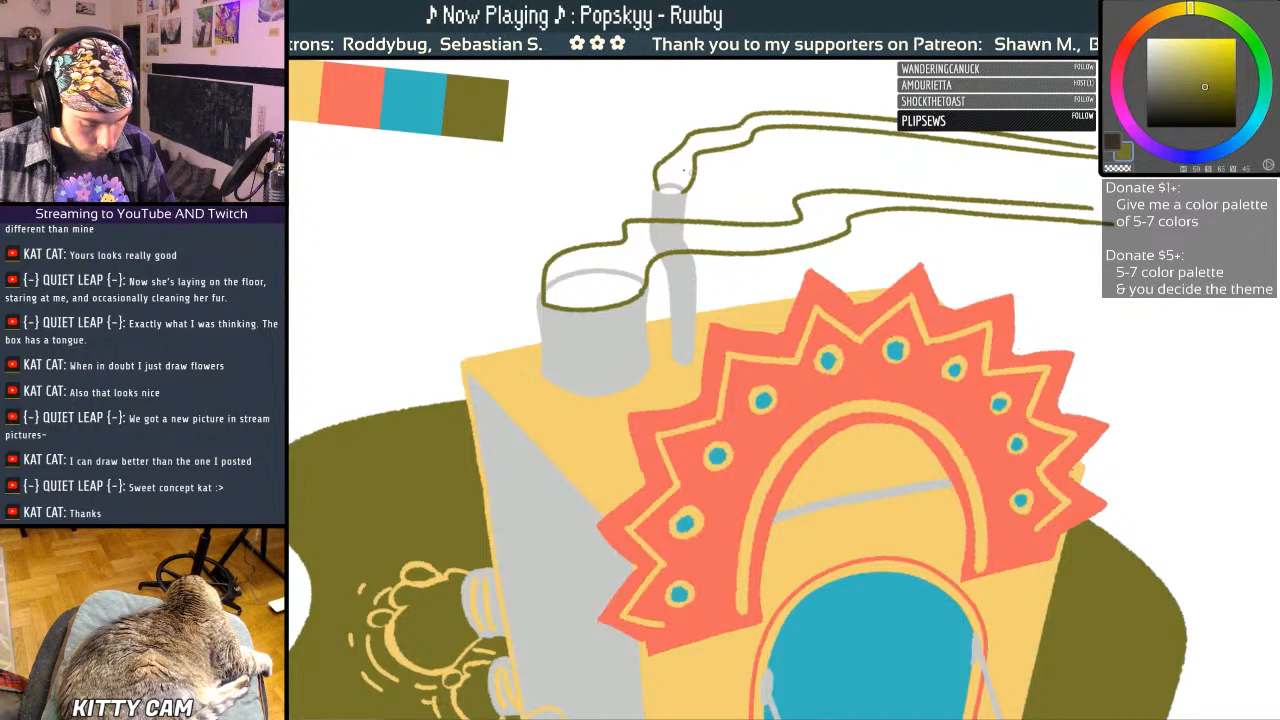 ♪ Now Playing ♪ : Popskyy - Ruuby
trons: Roddybug, Sebastian S. ✿ ✿ ✿ Thank you to my supporters on Patreon: Shawn M., B
WANDERINGCANUCK FOLLOW
AMOURIETTA HOST(1)
SHOCKTHETOAST FOLLOW
PLIPSEWS FOLLOW
Donate $1+:
Give me a color palette
of 5-7 colors
Donate $5+:
5-7 color palette
& you decide the theme
Streaming to YouTube AND Twitch
different than mine
KAT CAT: Yours looks really good
{-} QUIET LEAP {-}: Now she's laying on the floor,
staring at me, and occasionally cleaning her fur.
{-} QUIET LEAP {-}: Exactly what I was thinking. The
box has a tongue.
KAT CAT: When in doubt I just draw flowers
KAT CAT: Also that looks nice
{-} QUIET LEAP {-}: We got a new picture in stream
pictures~
KAT CAT: I can draw better than the one I posted
{-} QUIET LEAP {-}: Sweet concept kat :>
KAT CAT: Thanks
KITTY CAM